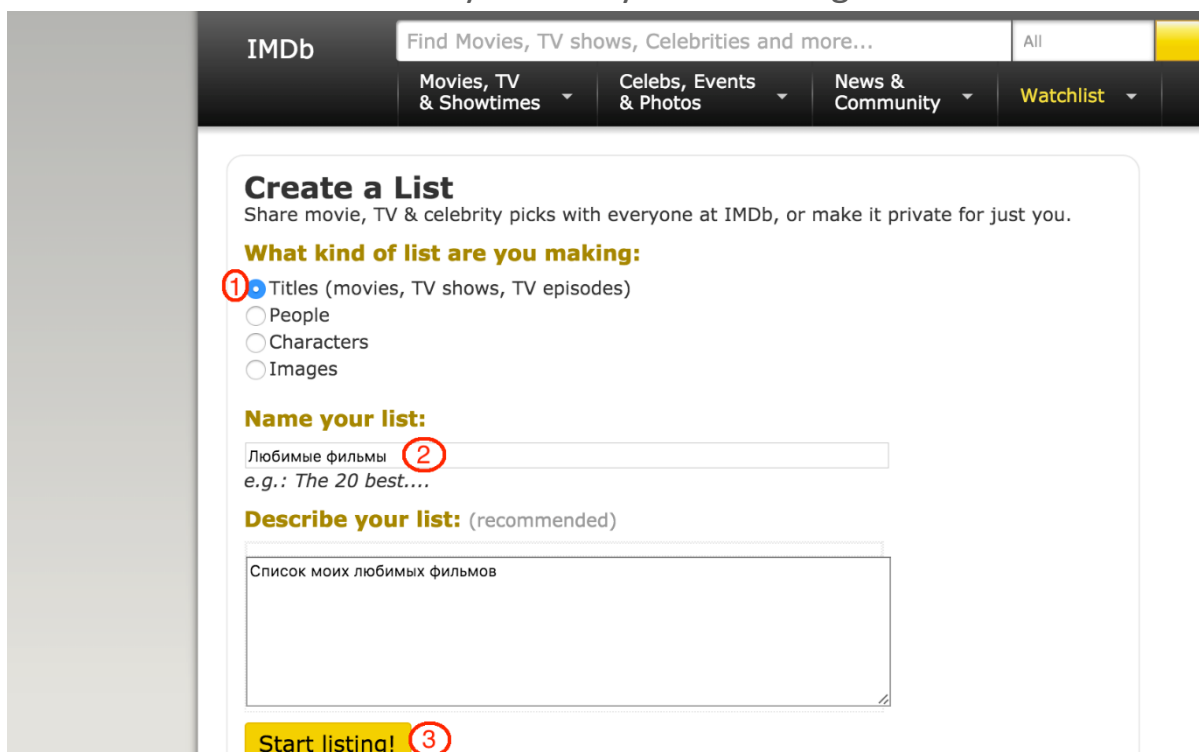 IMDb
Find Movies, TV shows, Celebrities and more...
All
Movies, TV
& Showtimes
Celebs, Events
& Photos
News &
Community
Watchlist
Create a List
Share movie, TV & celebrity picks with everyone at IMDb, or make it private for just you.
What kind of list are you making:
1
Titles (movies, TV shows, TV episodes)
People
Characters
Images
Name your list:
Любимые фильмы 2
e.g.: The 20 best....
Describe your list: (recommended)
Список моих любимых фильмов
Start listing! 3